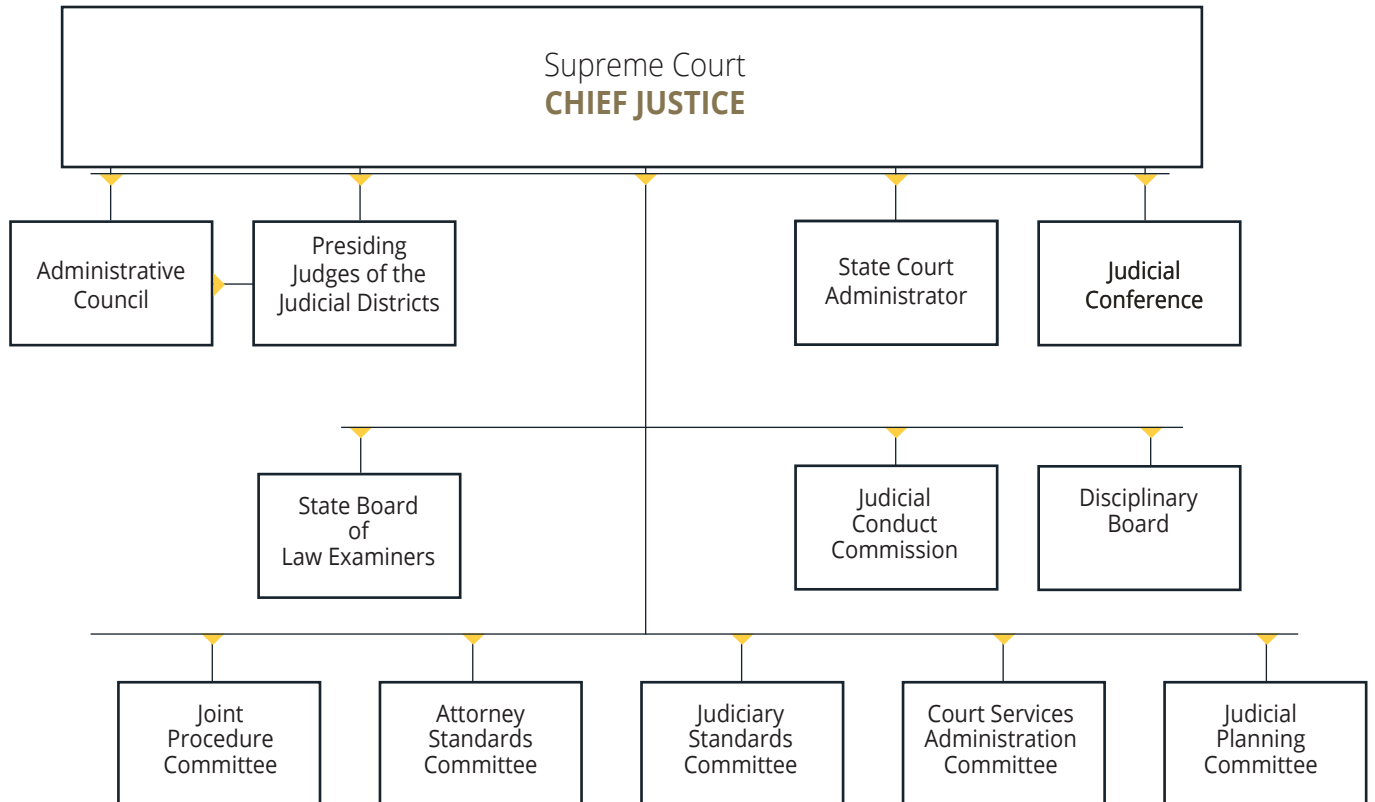 Supreme Court
CHIEF JUSTICE
Administrative
Council
Presiding
Judges of the
Judicial Districts
State Court
Administrator
Judicial
Conference
State Board
of
Law Examiners
Judicial
Conduct
Commission
Disciplinary
Board
Joint
Procedure
Committee
Attorney
Standards
Committee
Judiciary
Standards
Committee
Court Services
Administration
Committee
Judicial
Planning
Committee